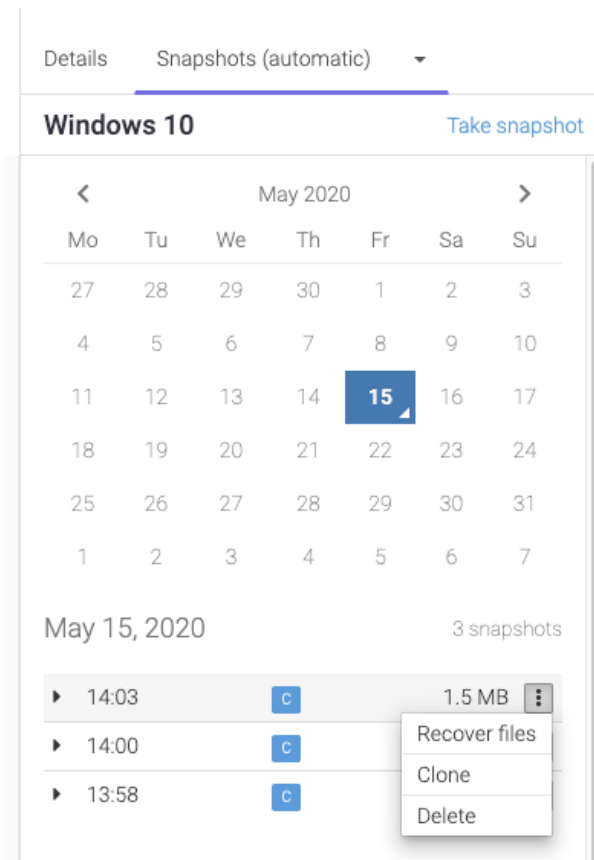 Details Snapshots (automatic)
Windows 10 Take snapshot
May 2020
Mo Tu We Th Fr Sa Su
27 28 29 30 1 2 3
4 5 6 7 8 9 10
11 12 13 14 15 16 17
18 19 20 21 22 23 24
25 26 27 28 29 30 31
1 2 3 4 5 6 7
May 15, 2020 3 snapshots
14:03 C 1.5 MB
Recover files
14:00 C
Clone
13:58 C
Delete